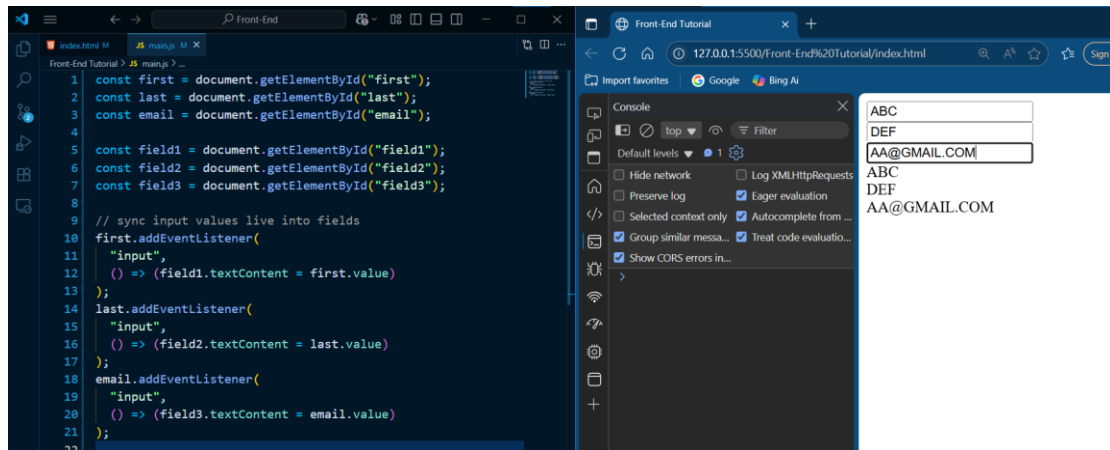 Front-End
index.html M
JS main.js M
Front-End Tutorial > JS main.js > ...
1 const first = document.getElementById("first");
2 const last = document.getElementById("last");
3 const email = document.getElementById("email");
4
5 const field1 = document.getElementById("field1");
6 const field2 = document.getElementById("field2");
7 const field3 = document.getElementById("field3");
8
9 // sync input values live into fields
10 first.addEventListener(
11 "input",
12 () => (field1.textContent = first.value)
13 );
14 last.addEventListener(
15 "input",
16 () => (field2.textContent = last.value)
17 );
18 email.addEventListener(
19 "input",
20 () => (field3.textContent = email.value)
21 );
22
Front-End Tutorial
127.0.0.1:5500/Front-End%20Tutorial/index.html
Sign
Import favorites
Google
Bing Ai
Console
top
Filter
Default levels
1
Hide network
Log XMLHttpRequests
Preserve log
Eager evaluation
Selected context only
Autocomplete from ...
Group similar messa...
Treat code evaluatio...
Show CORS errors in...
>
ABC
DEF
AA@GMAIL.COM
ABC
DEF
AA@GMAIL.COM